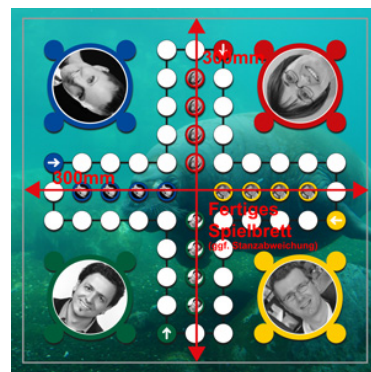 300mm
300mm
Fertiges
Spielbrett
(ggf. Stanzabweichung)